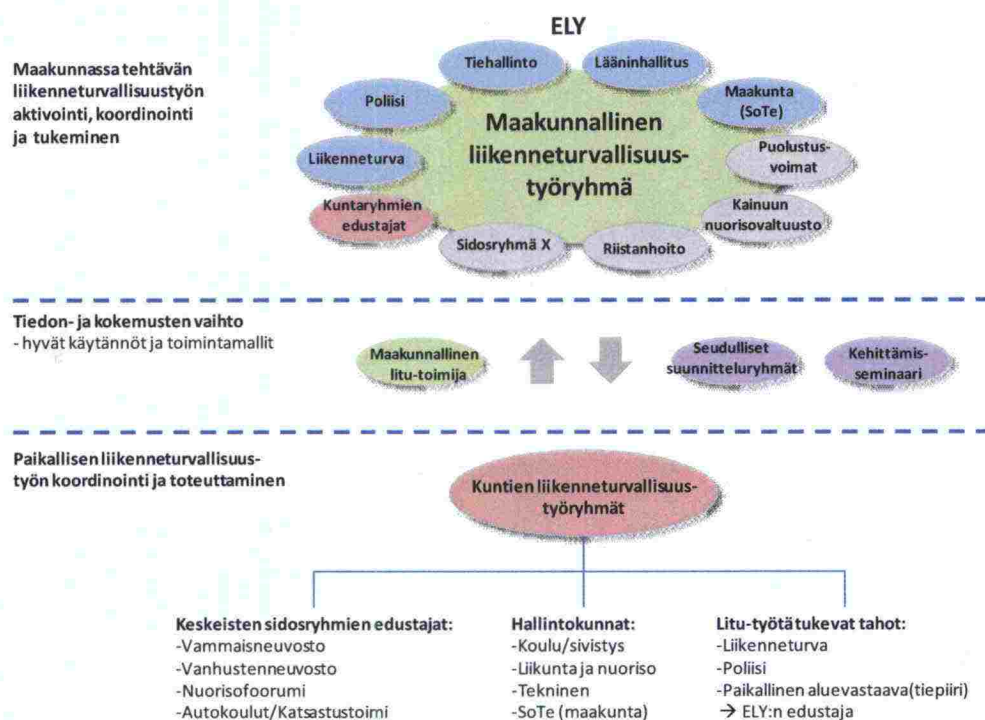 ELY
Maakunnassa tehtävän
liikenneturvallisuustyön
aktivointi, koordinointi
ja tukeminen
Tiehallinto
Lääninhallitus
Poliisi
Maakunta
(SoTe)
Maakunnallinen
liikenneturvallisuus-
työryhmä
Liikenneturva
Puolustus-
voimat
Kuntaryhmien
edustajat
Kainuun
nuorisovaltuusto
Sidosryhmä X
Riistanhoito
Tiedon- ja kokemusten vaihto
- hyvät käytännöt ja toimintamallit
Maakunnallinen
litu-toimija
Seudulliset
suunnitteluryhmät
Kehittämis-
seminaari
Paikallisen liikenneturvallisuus-
työn koordinointi ja toteuttaminen
Kuntien liikenneturvallisuus-
työryhmät
Keskeisten sidosryhmien edustajat:
-Vammaisneuvosto
-Vanhustenneuvosto
-Nuorisofoorumi
-Autokoulut/Katsastustoimi
Hallintokunnat:
-Koulu/sivistys
-Liikunta ja nuoriso
-Tekninen
-SoTe (maakunta)
Litu-työtä tukevat tahot:
-Liikenneturva
-Poliisi
-Paikallinen aluevastaava(tiepiiri)
→ ELY:n edustaja